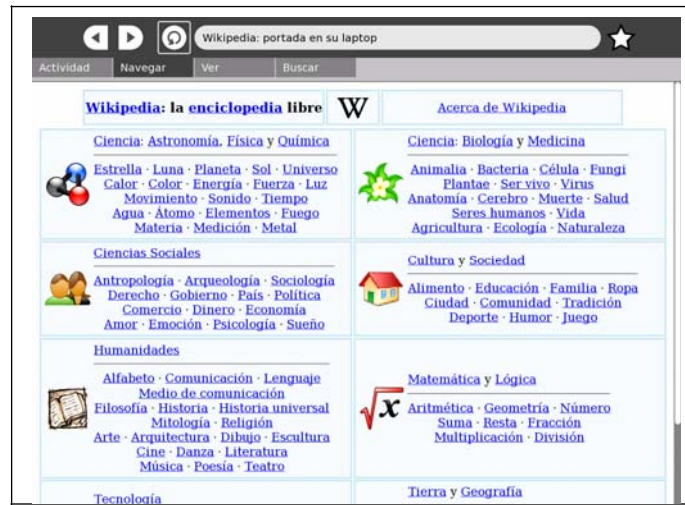 Wikipedia: portada en su laptop
Actividad Navegar Ver Buscar
Wikipedia: la enciclopedia libre W Acerca de Wikipedia
Ciencia: Astronomía, Física y Química
Estrella · Luna · Planeta · Sol · Universo
Calor · Color · Energía · Fuerza · Luz
Movimiento · Sonido · Tiempo
Agua · Átomo · Elementos · Fuego
Materia · Medición · Metal
Ciencia: Biología y Medicina
Animalia · Bacteria · Célula · Fungi
Plantae · Ser vivo · Virus
Anatomía · Cerebro · Muerte · Salud
Seres humanos · Vida
Agricultura · Ecología · Naturaleza
Ciencias Sociales
Antropología · Arqueología · Sociología
Derecho · Gobierno · País · Política
Comercio · Dinero · Economía
Amor · Emoción · Psicología · Sueño
Cultura y Sociedad
Alimento · Educación · Familia · Ropa
Ciudad · Comunidad · Tradición
Deporte · Humor · Juego
Humanidades
Alfabeto · Comunicación · Lenguaje
Medio de comunicación
Filosofía · Historia · Historia universal
Mitología · Religión
Arte · Arquitectura · Dibujo · Escultura
Cine · Danza · Literatura
Música · Poesía · Teatro
Matemática y Lógica
√x
Aritmética · Geometría · Número
Suma · Resta · Fracción
Multiplicación · División
Tecnología
Tierra y Geografía